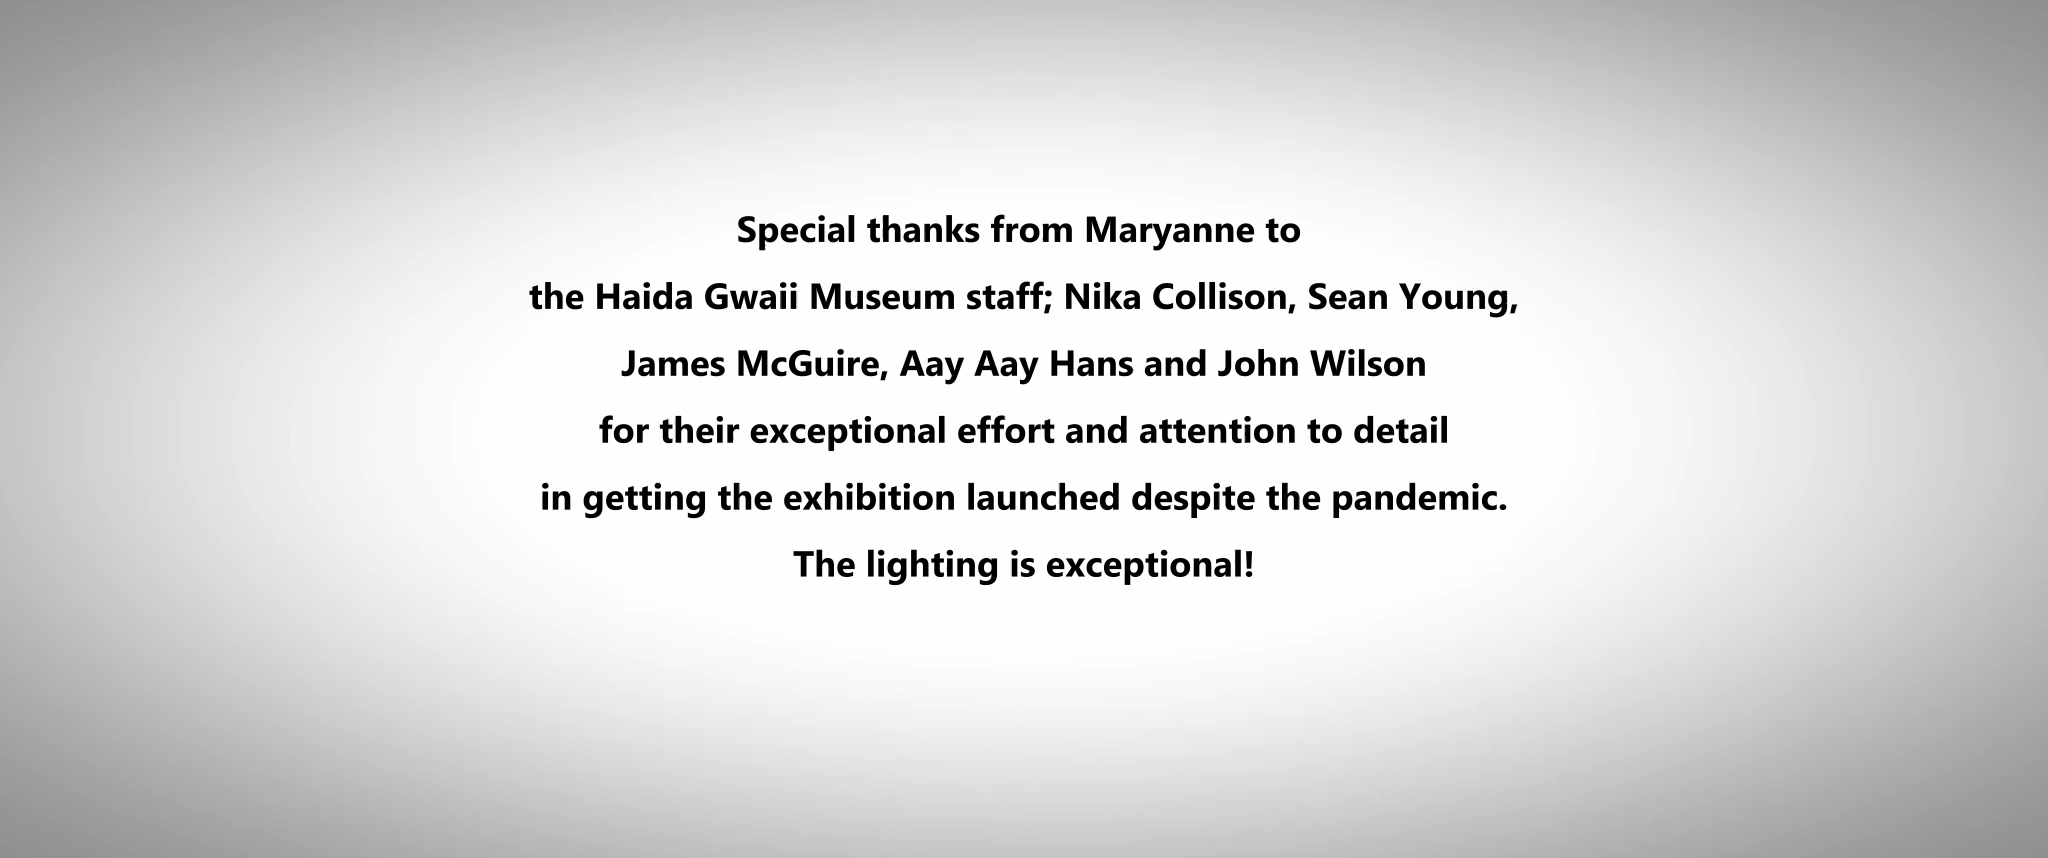 Special thanks from Maryanne to
the Haida Gwaii Museum staff; Nika Collison, Sean Young,
James McGuire, Aay Aay Hans and John Wilson
for their exceptional effort and attention to detail
in getting the exhibition launched despite the pandemic.
The lighting is exceptional!